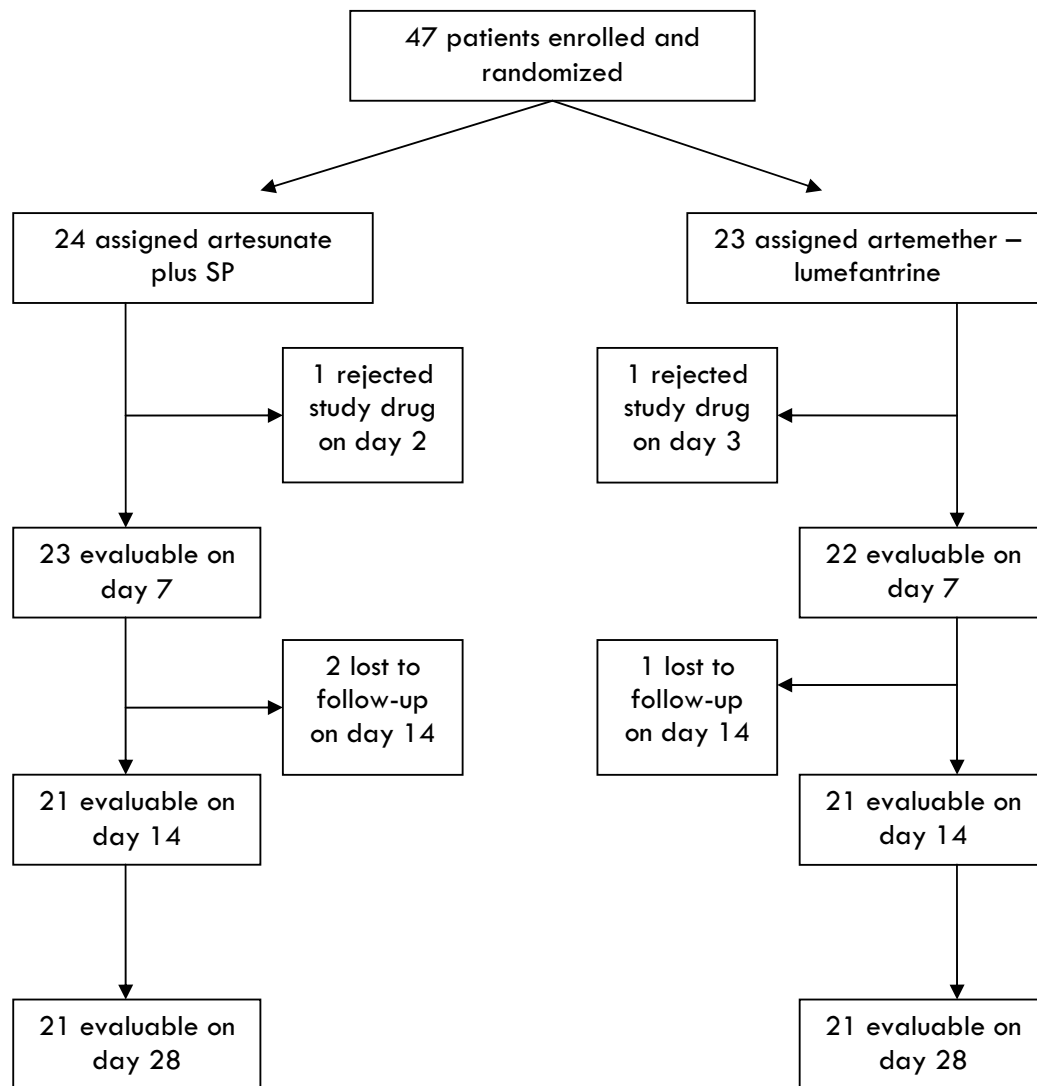 47 patients enrolled and
randomized
24 assigned artesunate
plus SP
23 assigned artemether –
lumefantrine
1 rejected
study drug
on day 2
1 rejected
study drug
on day 3
23 evaluable on
day 7
22 evaluable on
day 7
2 lost to
follow-up
on day 14
1 lost to
follow-up
on day 14
21 evaluable on
day 14
21 evaluable on
day 14
21 evaluable on
day 28
21 evaluable on
day 28